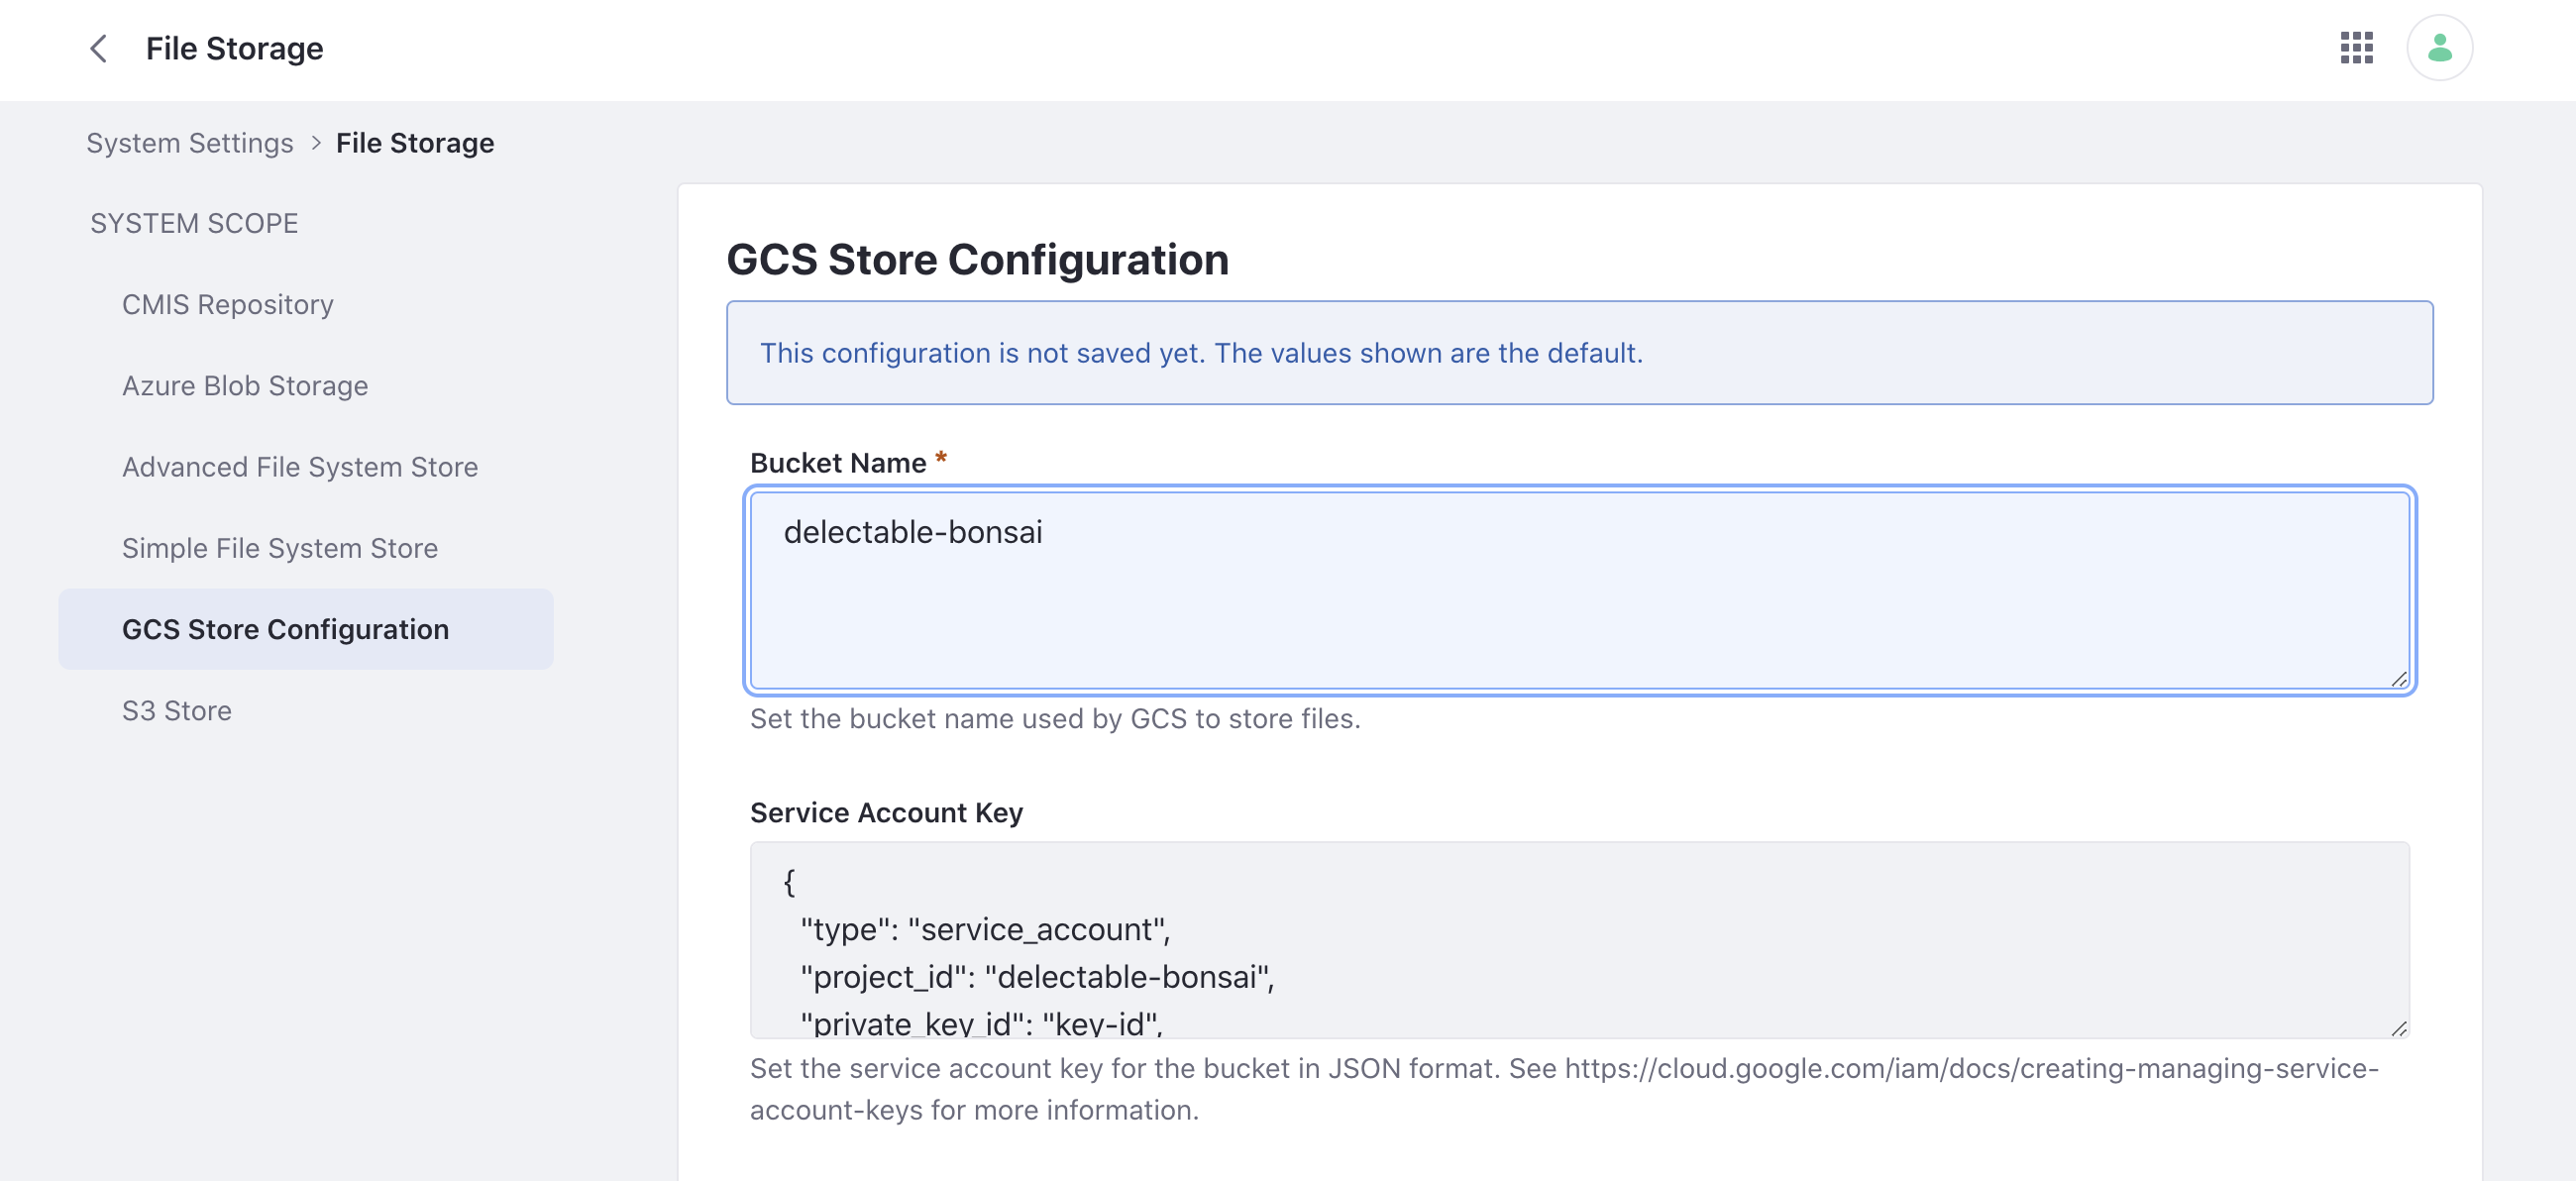 File Storage
System Settings > File Storage
SYSTEM SCOPE
CMIS Repository
Azure Blob Storage
Advanced File System Store
Simple File System Store
GCS Store Configuration
S3 Store
GCS Store Configuration
This configuration is not saved yet. The values shown are the default.
Bucket Name *
delectable-bonsai
Set the bucket name used by GCS to store files.
Service Account Key
{
"type": "service_account",
"project_id": "delectable-bonsai",
"private_key_id": "key-id",
Set the service account key for the bucket in JSON format. See https://cloud.google.com/iam/docs/creating-managing-service-
account-keys for more information.